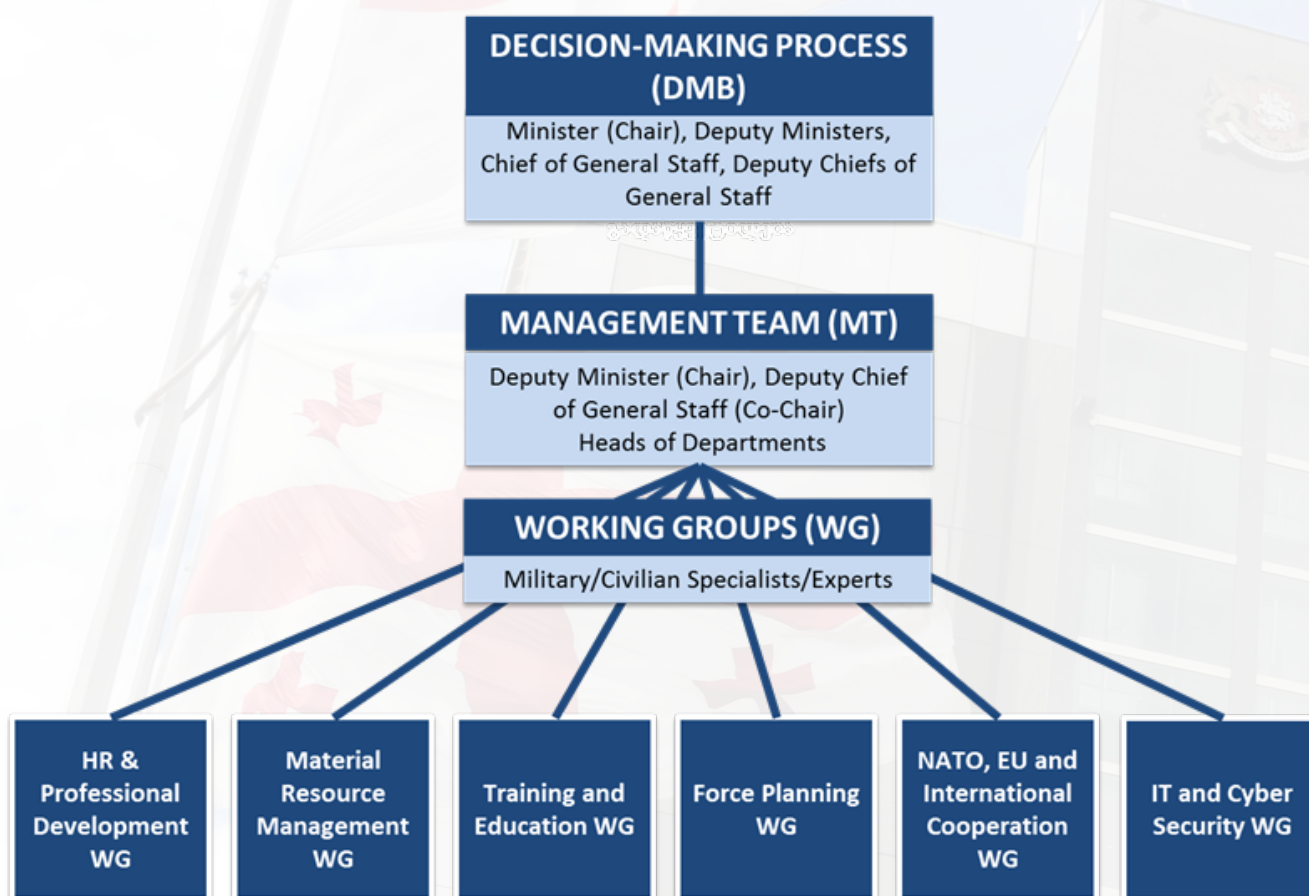 DECISION-MAKING PROCESS
(DMB)
Minister (Chair), Deputy Ministers,
Chief of General Staff, Deputy Chiefs of
General Staff
MANAGEMENT TEAM (MT)
Deputy Minister (Chair), Deputy Chief
of General Staff (Co-Chair)
Heads of Departments
WORKING GROUPS (WG)
Military/Civilian Specialists/Experts
HR &
Professional
Development
WG
Material
Resource
Management
WG
Training and
Education WG
Force Planning
WG
NATO, EU and
International
Cooperation
WG
IT and Cyber
Security WG